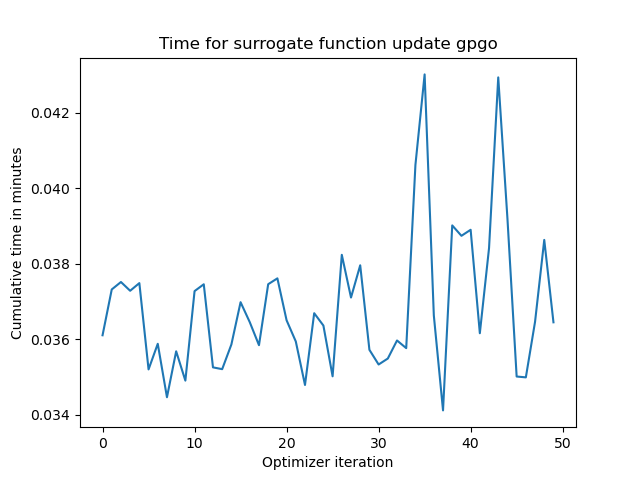 Time for surrogate function update gpgo
Cumulative time in minutes
0.042
0.040
0.038
0.036
0.034
0 10 20 30 40 50
Optimizer iteration